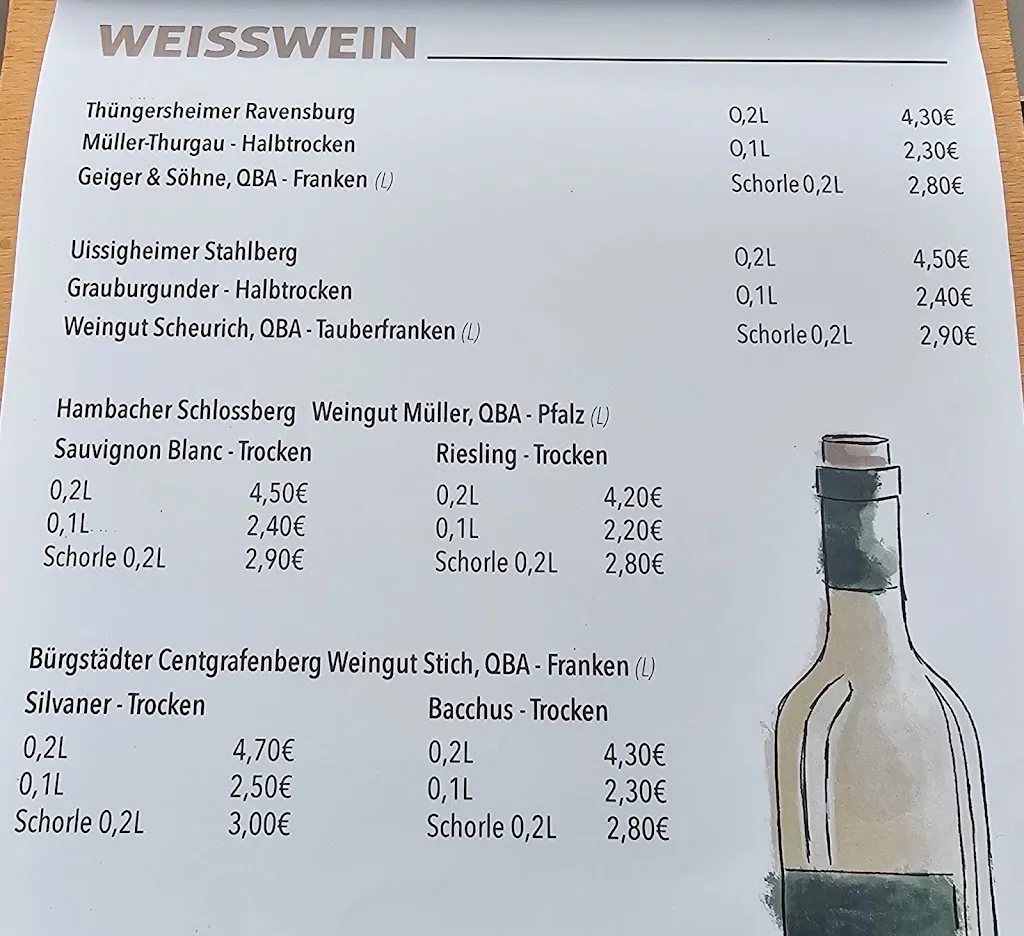 WEISSWEIN
Thüngersheimer Ravensburg 0,2L 4,30€
Müller-Thurgau - Halbtrocken 0,1L 2,30€
Geiger & Söhne, QBA - Franken (L) Schorle 0,2L 2,80€
Uissigheimer Stahlberg 0,2L 4,50€
Grauburgunder - Halbtrocken 0,1L 2,40€
Weingut Scheurich, QBA - Tauberfranken (L) Schorle 0,2L 2,90€
Hambacher Schlossberg Weingut Müller, QBA - Pfalz (L)
Sauvignon Blanc - Trocken Riesling - Trocken
0,2L 4,50€ 0,2L 4,20€
0,1L 2,40€ 0,1L 2,20€
Schorle 0,2L 2,90€ Schorle 0,2L 2,80€
Bürgstädter Centgrafenberg Weingut Stich, QBA - Franken (L)
Silvaner - Trocken Bacchus - Trocken
0,2L 4,70€ 0,2L 4,30€
0,1L 2,50€ 0,1L 2,30€
Schorle 0,2L 3,00€ Schorle 0,2L 2,80€